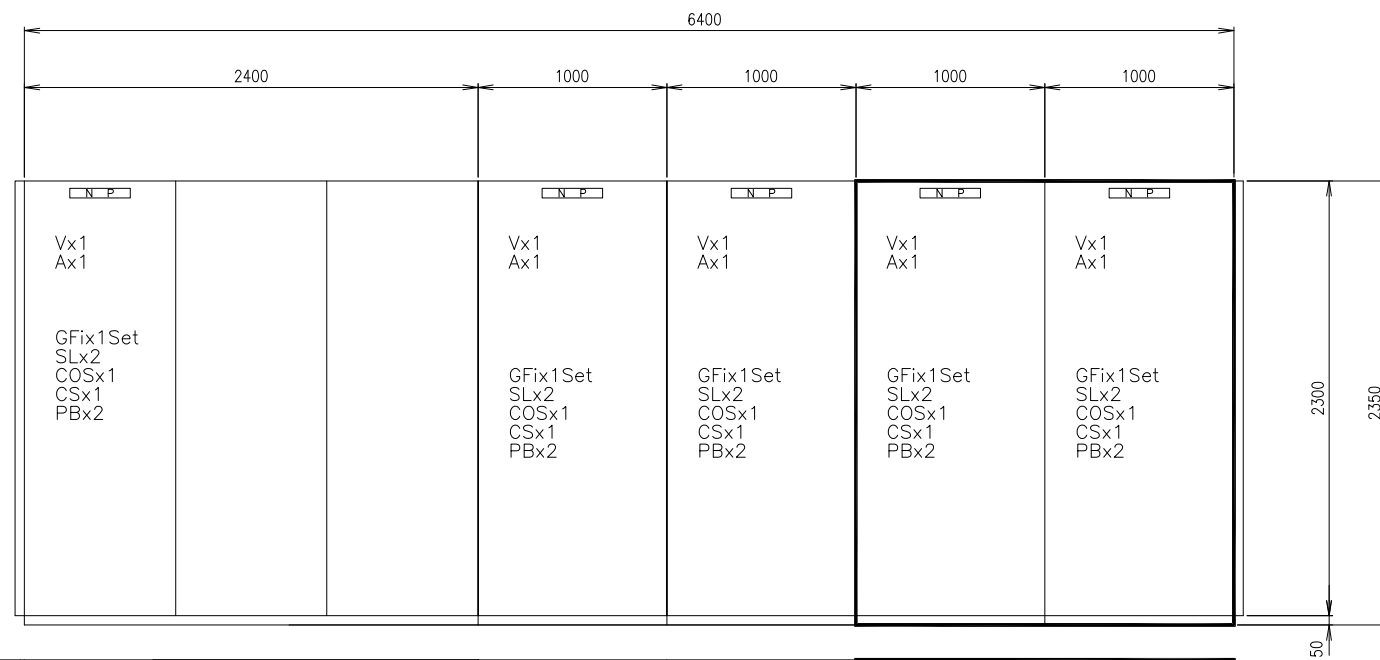 6400
2400 1000 1000 1000 1000
N P N P N P N P N P
Vx1 Vx1 Vx1 Vx1 Vx1
Ax1 Ax1 Ax1 Ax1 Ax1
GFix1Set
SLx2
COSx1
CSx1
PBx2
GFix1Set GFix1Set GFix1Set GFix1Set
SLx2 SLx2 SLx2 SLx2
COSx1 COSx1 COSx1 COSx1
CSx1 CSx1 CSx1 CSx1
PBx2 PBx2 PBx2 PBx2
2300
2350
50